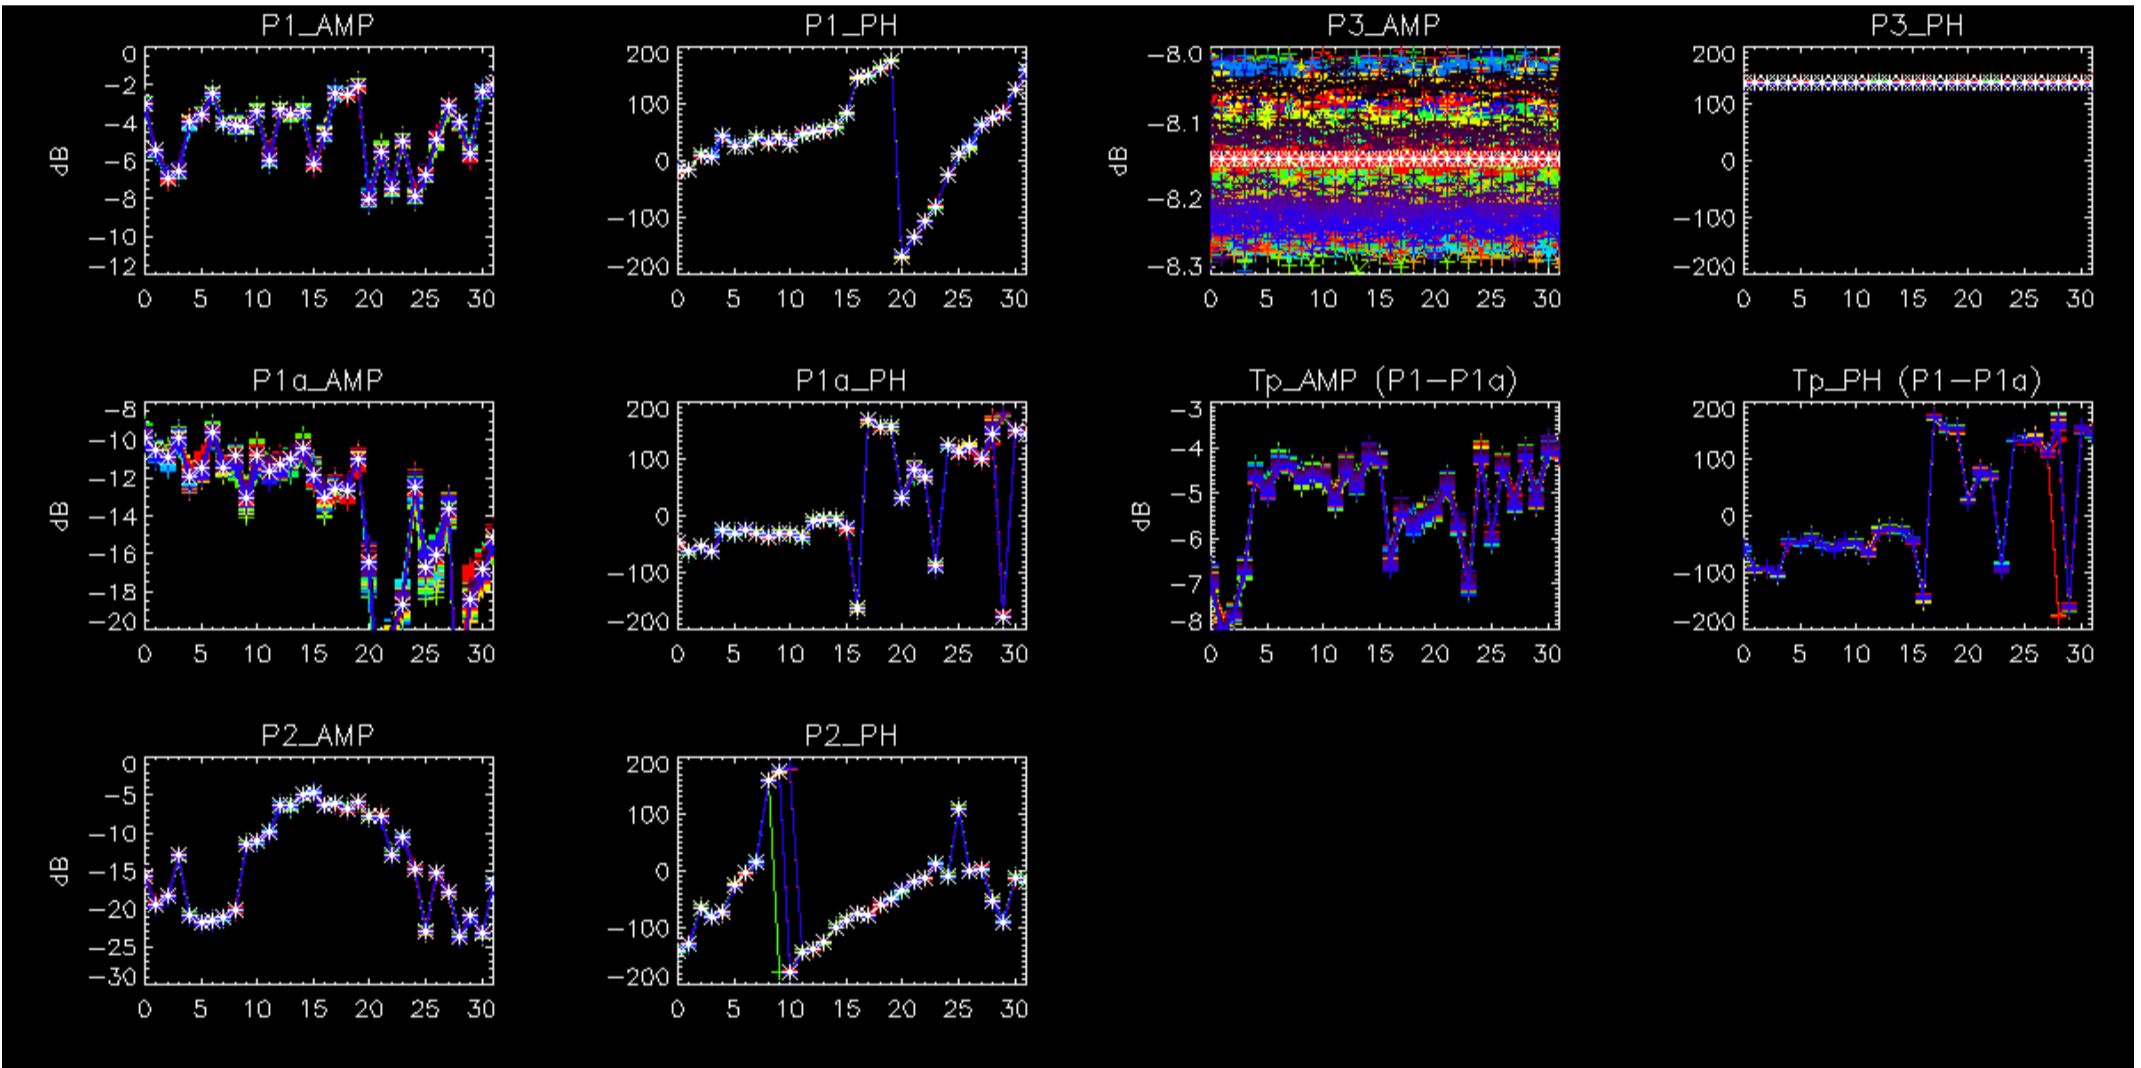 P1_AMP P1_PH P3_AMP P3_PH
0 200 -8.0 200
-2
-4 100 -8.1 100
dB -6 0 dB 0
-8 -8.2
-10 -100 -100
-12 -200 -8.3 -200
0 5 10 15 20 25 30 0 5 10 15 20 25 30 0 5 10 15 20 25 30 0 5 10 15 20 25 30
P1a_AMP P1a_PH Tp_AMP (P1-P1a) Tp_PH (P1-P1a)
-8 200 -3 200
-10 100 -4 100
-12
dB -14 0 dB -5 0
-16 -6
-18 -100 -7 -100
-20 -200 -8 -200
0 5 10 15 20 25 30 0 5 10 15 20 25 30 0 5 10 15 20 25 30 0 5 10 15 20 25 30
P2_AMP P2_PH
0 200
-5 100
-10
dB -15 0
-20 -100
-25
-30 -200
0 5 10 15 20 25 30 0 5 10 15 20 25 30